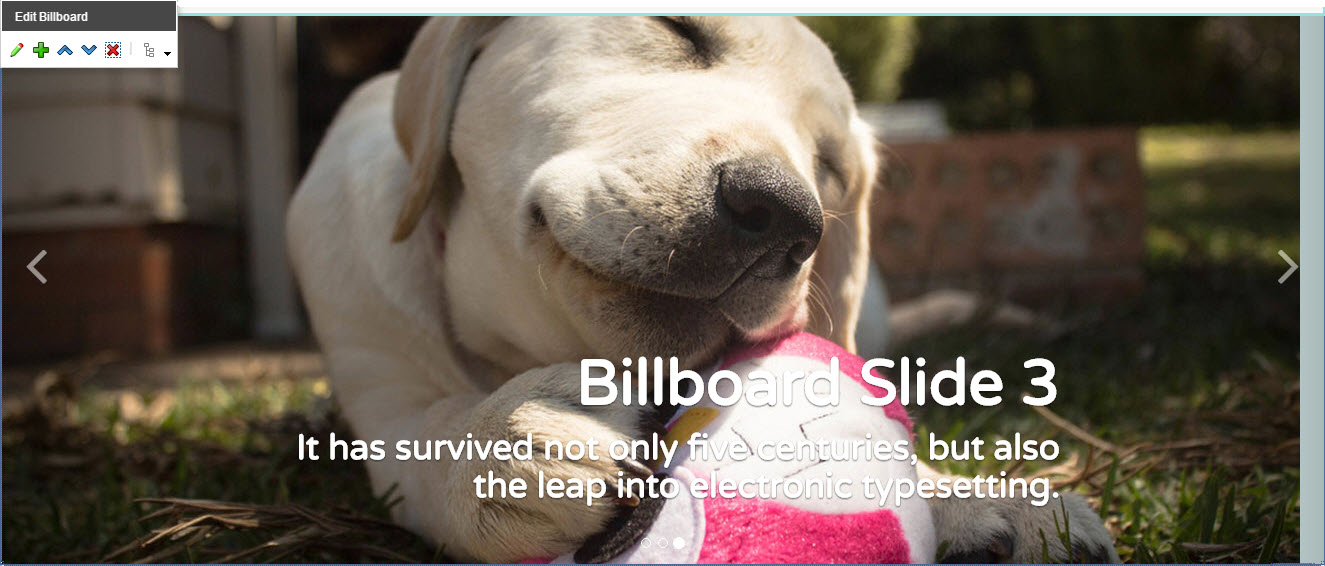 Edit Billboard
Billboard Slide 3
It has survived not only five centuries, but also
the leap into electronic typesetting.